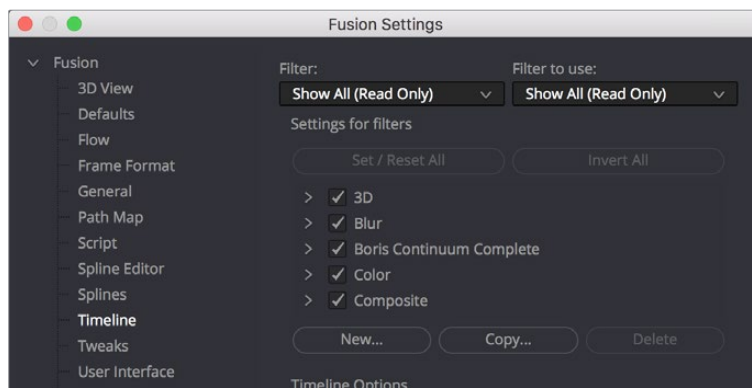 Fusion Settings
Fusion
3D View
Defaults
Flow
Frame Format
General
Path Map
Script
Spline Editor
Splines
Timeline
Tweaks
User Interface
Filter:
Filter to use:
Show All (Read Only)
Show All (Read Only)
Settings for filters
Set / Reset All
Invert All
3D
Blur
Boris Continuum Complete
Color
Composite
New...
Copy...
Delete
Timeline Options